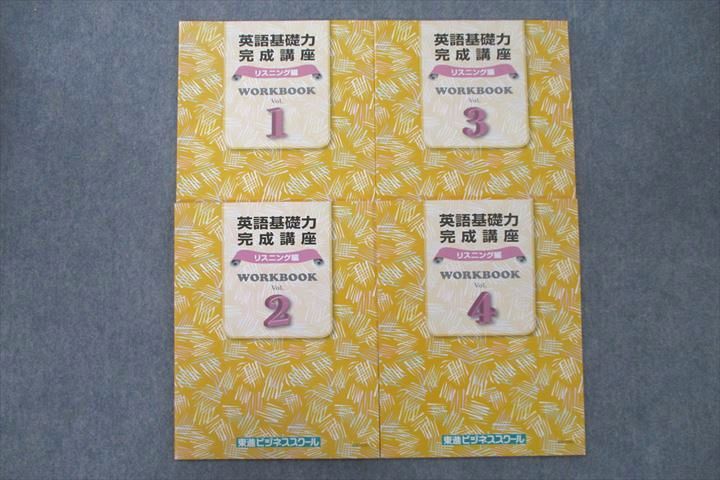 英語基礎力
完成講座
リスニング編
WORKBOOK
Vol.
1
英語基礎力
完成講座
リスニング編
WORKBOOK
Vol.
3
英語基礎力
完成講座
リスニング編
WORKBOOK
Vol.
2
東進ビジネススクール
英語基礎力
完成講座
リスニング編
WORKBOOK
Vol.
4
東進ビジネススクール